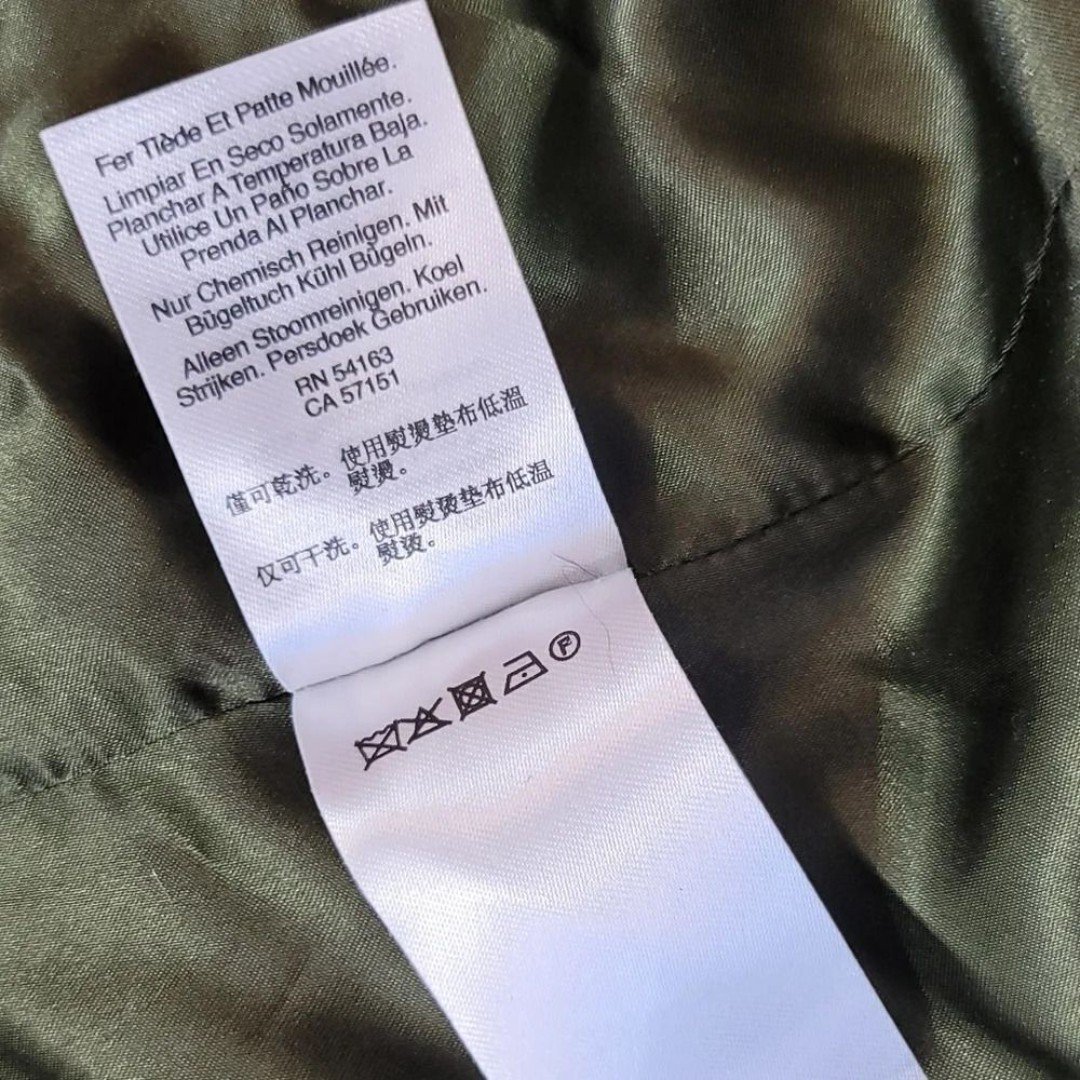 Fer Tiède Et Patte Mouillée.
Limpiar En Seco Solamente.
Planchar A Temperatura Baja.
Utilice Un Paño Sobre La
Prenda Al Planchar.
Nur Chemisch Reinigen. Mit
Bügeltuch Kühl Bügeln.
Alleen Stoomreinigen. Koel
Strijken. Persdoek Gebruiken.
RN 54163
CA 57151
僅可乾洗。使用熨燙墊布低溫
熨燙。
仅可干洗。使用熨烫垫布低温
熨烫。
F